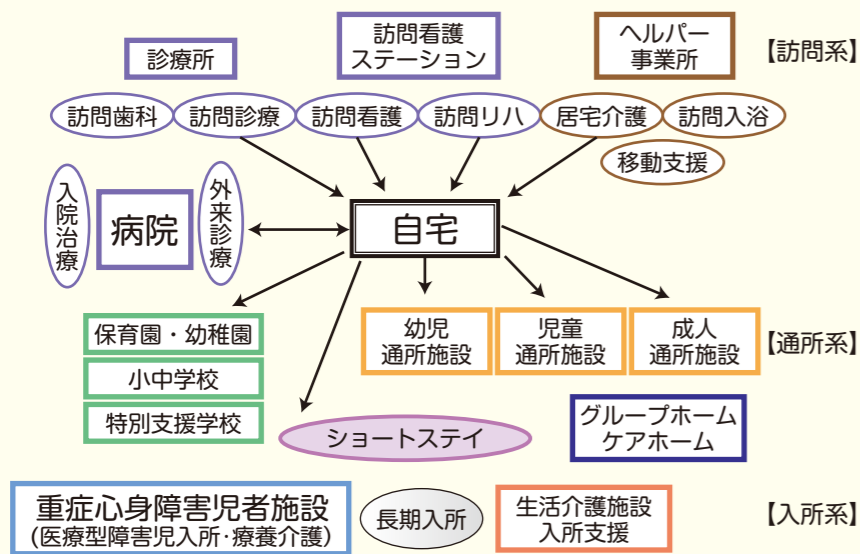 診療所
訪問看護
ステーション
ヘルパー
事業所
【訪問系】
訪問歯科
訪問診療
訪問看護
訪問リハ
居宅介護
訪問入浴
移動支援
入院治療
病院
外来診療
自宅
保育園・幼稚園
小中学校
特別支援学校
幼児
通所施設
児童
通所施設
成人
通所施設
【通所系】
ショートステイ
グループホーム
ケアホーム
重症心身障害児者施設
(医療型障害児入所・療養介護)
長期入所
生活介護施設
入所支援
【入所系】